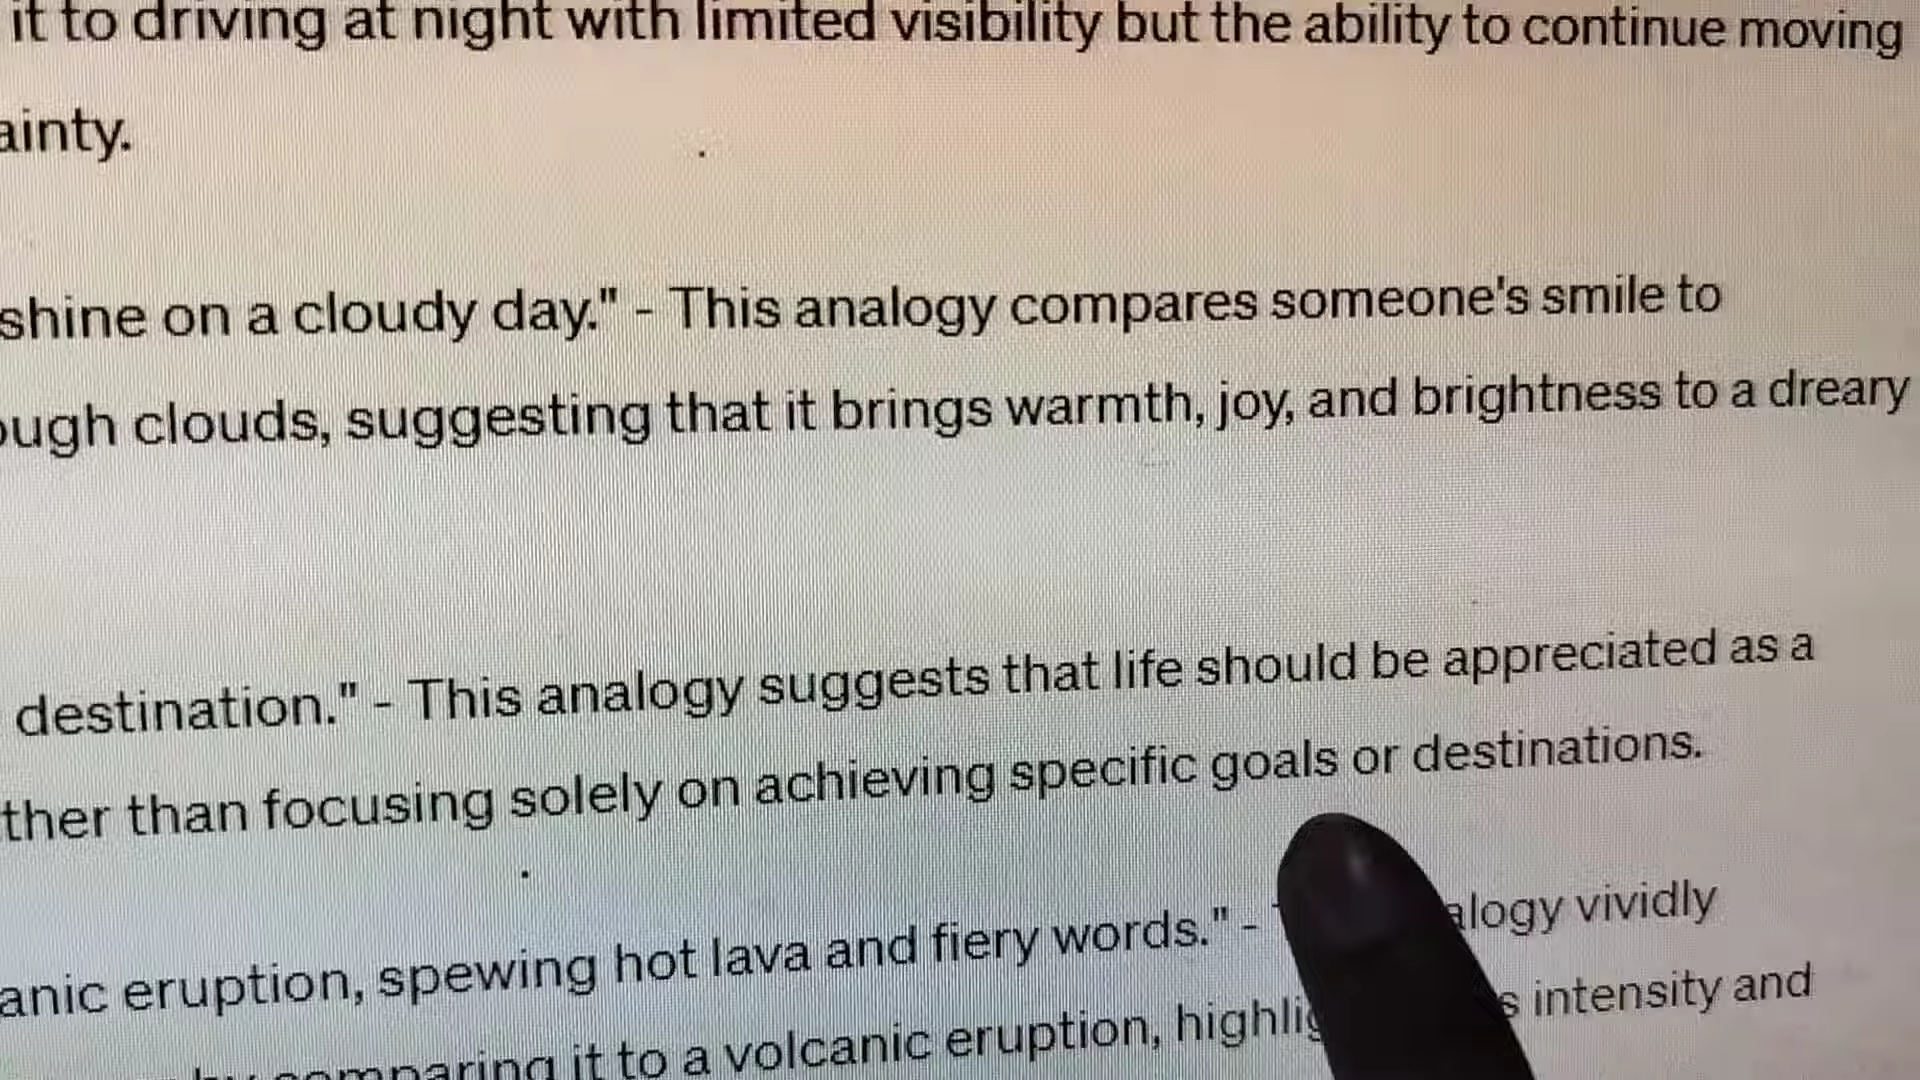 it to driving at night with limited visibility but the ability to continue moving
ainty.
shine on a cloudy day." - This analogy compares someone's smile to
ough clouds, suggesting that it brings warmth, joy, and brightness to a dreary
destination." - This analogy suggests that life should be appreciated as a
ther than focusing solely on achieving specific goals or destinations.
anic eruption, spewing hot lava and fiery words." - alogy vividly
comparing it to a volcanic eruption, highlig s intensity and